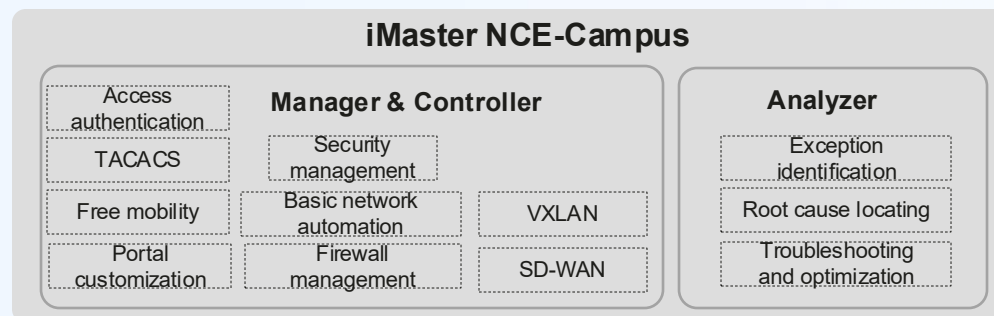 iMaster NCE-Campus
Manager & Controller
Access
authentication
TACACS
Free mobility
Portal
customization
Security
management
Basic network
automation
Firewall
management
VXLAN
SD-WAN
Analyzer
Exception
identification
Root cause locating
Troubleshooting
and optimization